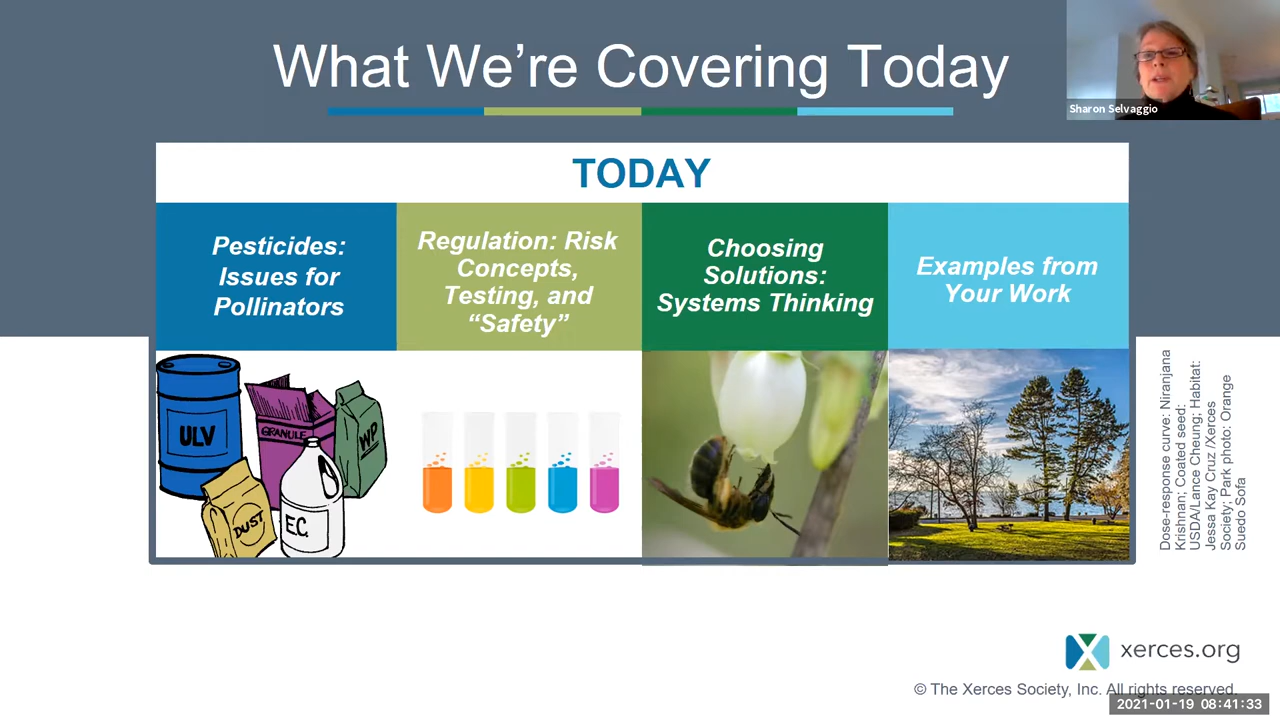 What We're Covering Today
Sharon Selvaggio
TODAY
Pesticides:
Issues for
Pollinators
Regulation: Risk
Concepts,
Testing, and
“Safety”
Choosing
Solutions:
Systems Thinking
Examples from
Your Work
ULV
GRANULE
WP
DUST
E.C.
Dose-response curve: Niranjana
Krishnan; Coated seed:
USDA/Lance Cheung; Habitat:
Jessa Kay Cruz /Xerces
Society; Park photo: Orange
Suedo Sofa
xerces.org
© The Xerces Society, Inc. All rights reserved.
2021-01-19 08:41:33